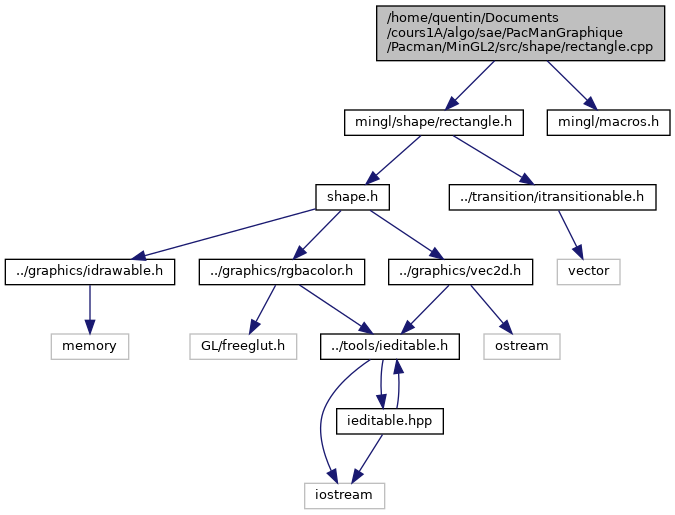 /home/quentin/Documents
/cours1A/algo/sae/PacManGraphique
/Pacman/MinGL2/src/shape/rectangle.cpp
mingl/shape/rectangle.h
mingl/macros.h
shape.h
../transition/itransitionable.h
../graphics/idrawable.h
../graphics/rgbacolor.h
../graphics/vec2d.h
vector
memory
GL/freeglut.h
../tools/ieditable.h
ostream
ieditable.hpp
iostream